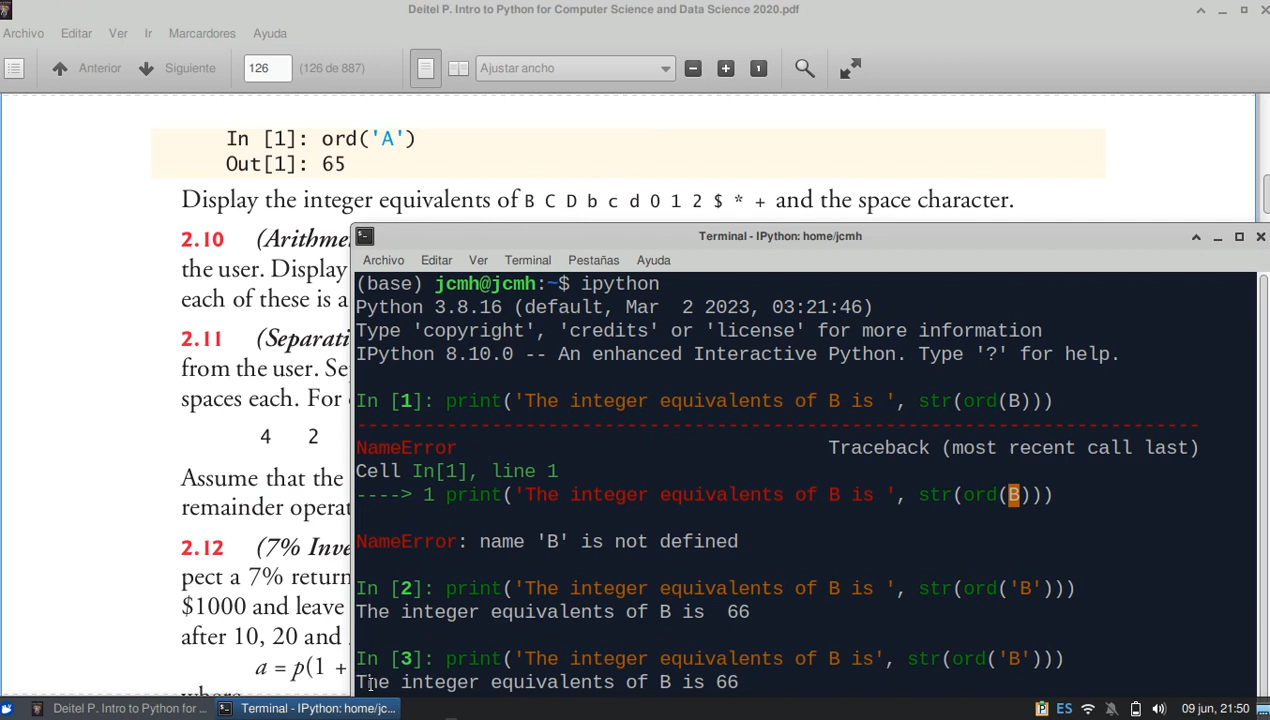 Deitel P. Intro to Python for Computer Science and Data Science 2020.pdf
Archivo Editar Ver Ir Marcadores Ayuda
Anterior Siguiente 126 (126 de 887) Ajustar ancho
In [1]: ord('A')
Out[1]: 65
Display the integer equivalents of B C D b c d 0 1 2 $ * + and the space character.
2.10 (Arithme
the user. Display
each of these is a
2.11 (Separati
from the user. Se
spaces each. For
4 2
Assume that the
remainder operat
2.12 (7% Inve
pect a 7% return
$1000 and leave
after 10, 20 and
a = p(1 +
where
Terminal - IPython: home/jcmh
Archivo Editar Ver Terminal Pestañas Ayuda
(base) jcmh@jcmh:~$ ipython
Python 3.8.16 (default, Mar  2 2023, 03:21:46)
Type 'copyright', 'credits' or 'license' for more information
IPython 8.10.0 -- An enhanced Interactive Python. Type '?' for help.
In [1]: print('The integer equivalents of B is ', str(ord(B)))
---------------------------------------------------------------------------
NameError                                 Traceback (most recent call last)
Cell In[1], line 1
----> 1 print('The integer equivalents of B is ', str(ord(B)))
NameError: name 'B' is not defined
In [2]: print('The integer equivalents of B is ', str(ord('B')))
The integer equivalents of B is  66
In [3]: print('The integer equivalents of B is', str(ord('B')))
The integer equivalents of B is 66
Deitel P. Intro to Python for ... Terminal - IPython: home/jc... ES 09 jun, 21:50